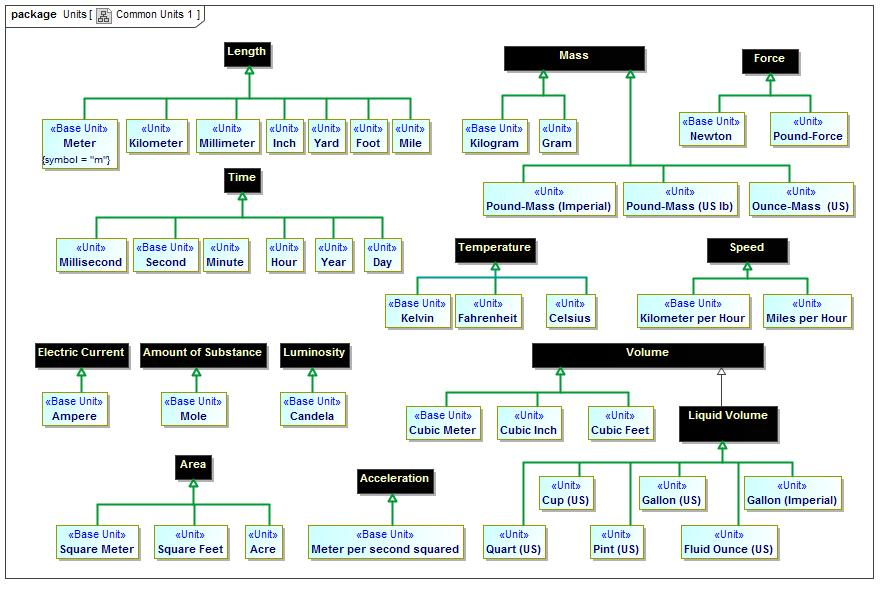 package Units [ Common Units 1 ]
Length
«Base Unit»
Meter
{symbol = "m"}
«Unit»
Kilometer
«Unit»
Millimeter
«Unit»
Inch
«Unit»
Yard
«Unit»
Foot
«Unit»
Mile
Mass
«Base Unit»
Kilogram
«Unit»
Gram
«Unit»
Pound-Mass (Imperial)
«Unit»
Pound-Mass (US lb)
«Unit»
Ounce-Mass (US)
Force
«Base Unit»
Newton
«Unit»
Pound-Force
Time
«Unit»
Millisecond
«Base Unit»
Second
«Unit»
Minute
«Unit»
Hour
«Unit»
Year
«Unit»
Day
Temperature
«Base Unit»
Kelvin
«Unit»
Fahrenheit
«Unit»
Celsius
Speed
«Base Unit»
Kilometer per Hour
«Unit»
Miles per Hour
Electric Current
«Base Unit»
Ampere
Amount of Substance
«Base Unit»
Mole
Luminosity
«Base Unit»
Candela
Volume
«Base Unit»
Cubic Meter
«Unit»
Cubic Inch
«Unit»
Cubic Feet
Liquid Volume
«Unit»
Cup (US)
«Unit»
Gallon (US)
«Unit»
Gallon (Imperial)
«Unit»
Quart (US)
«Unit»
Pint (US)
«Unit»
Fluid Ounce (US)
Area
«Base Unit»
Square Meter
«Unit»
Square Feet
«Unit»
Acre
Acceleration
«Base Unit»
Meter per second squared